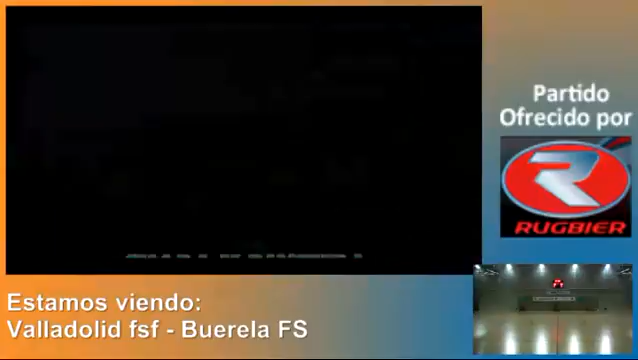 Partido
Ofrecido por
RUGBIER
Estamos viendo:
Valladolid fsf - Buerela FS